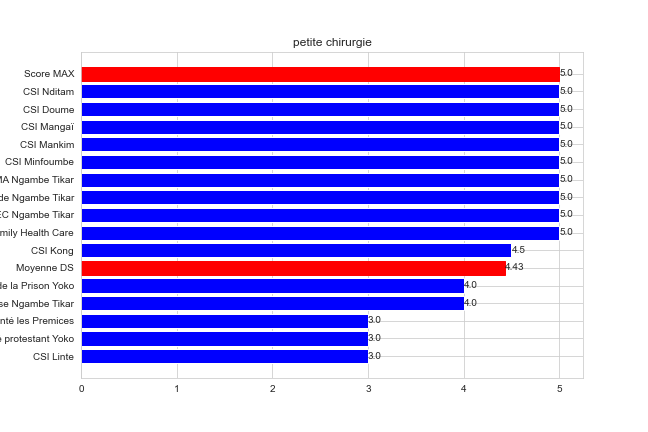 petite chirurgie
Score MAX 5.0
CSI Nditam 5.0
CSI Doume 5.0
CSI Mangaï 5.0
CSI Mankim 5.0
CSI Minfoumbe 5.0
MA Ngambe Tikar 5.0
de Ngambe Tikar 5.0
EC Ngambe Tikar 5.0
mily Health Care 5.0
CSI Kong 4.5
Moyenne DS 4.43
de la Prison Yoko 4.0
se Ngambe Tikar 4.0
nté les Premices 3.0
e protestant Yoko 3.0
CSI Linte 3.0
0 1 2 3 4 5